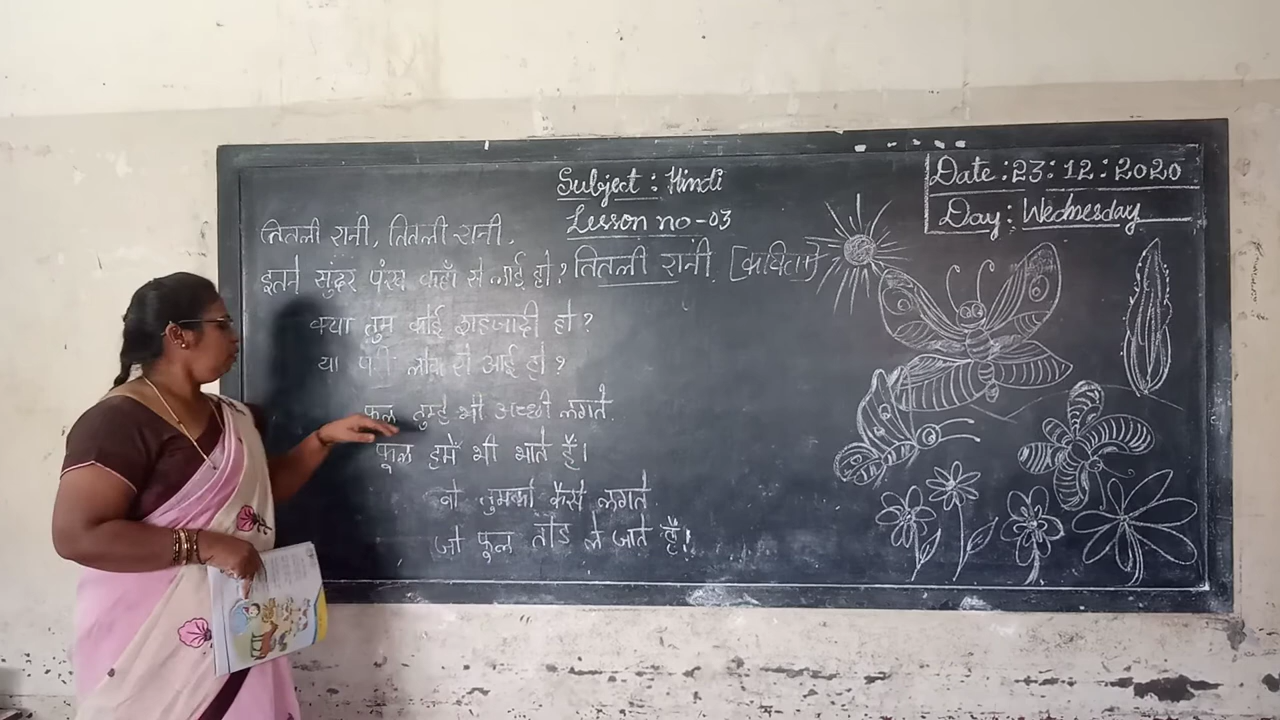 Subject : Hindi
Lesson no -03
Date : 23 : 12 : 2020
Day : Wednesday
तितली रानी [कविता]
तितली रानी, तितली रानी,
इतने सुंदर पंख कहाँ से लाई हो?
क्या तुम कोई शहजादी हो?
या परी लोक से आई हो?
फूल तुम्हे भी अच्छी लगते.
फूल हमें भी भाते हैं।
वो तुमको कैसे लगते
जो फूल तोड ले जाते हैं।